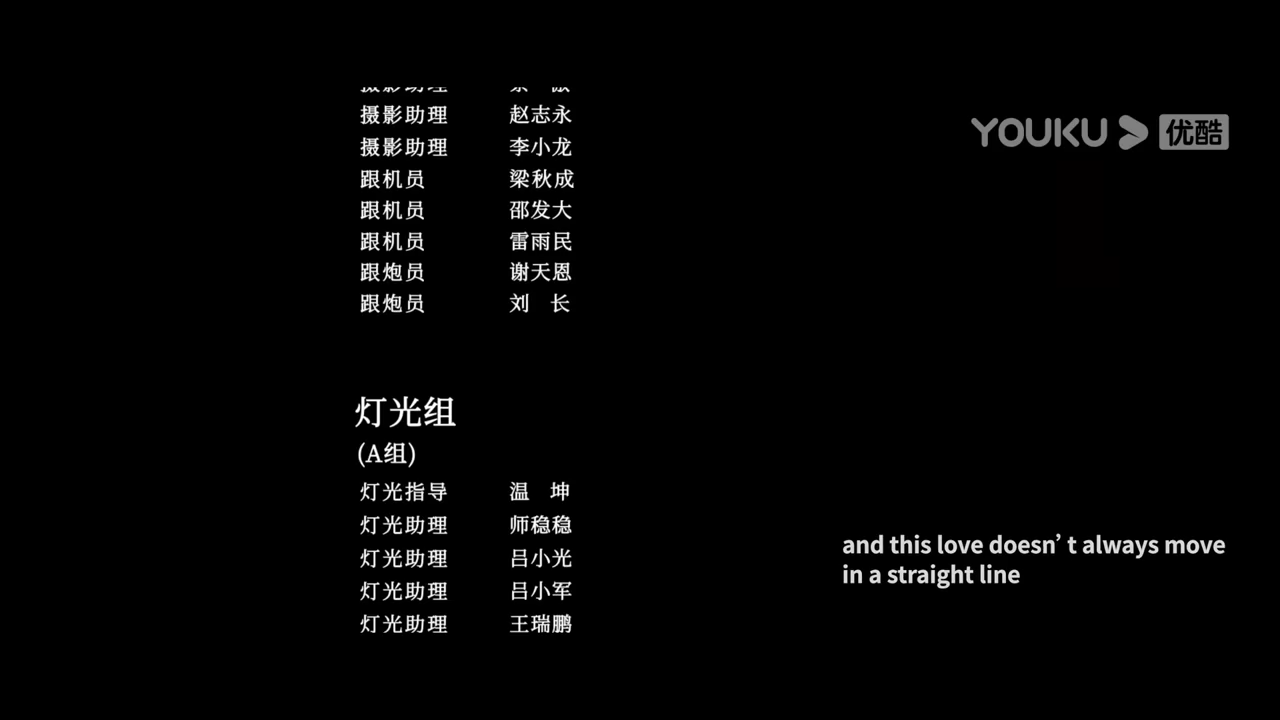 摄影助理 赵志永
摄影助理 李小龙
跟机员 梁秋成
跟机员 邵发大
跟机员 雷雨民
跟炮员 谢天恩
跟炮员 刘 长
灯光组
(A组)
灯光指导 温 坤
灯光助理 师稳稳
灯光助理 吕小光
灯光助理 吕小军
灯光助理 王瑞鹏
YOUKU 优酷
and this love doesn’t always move
in a straight line